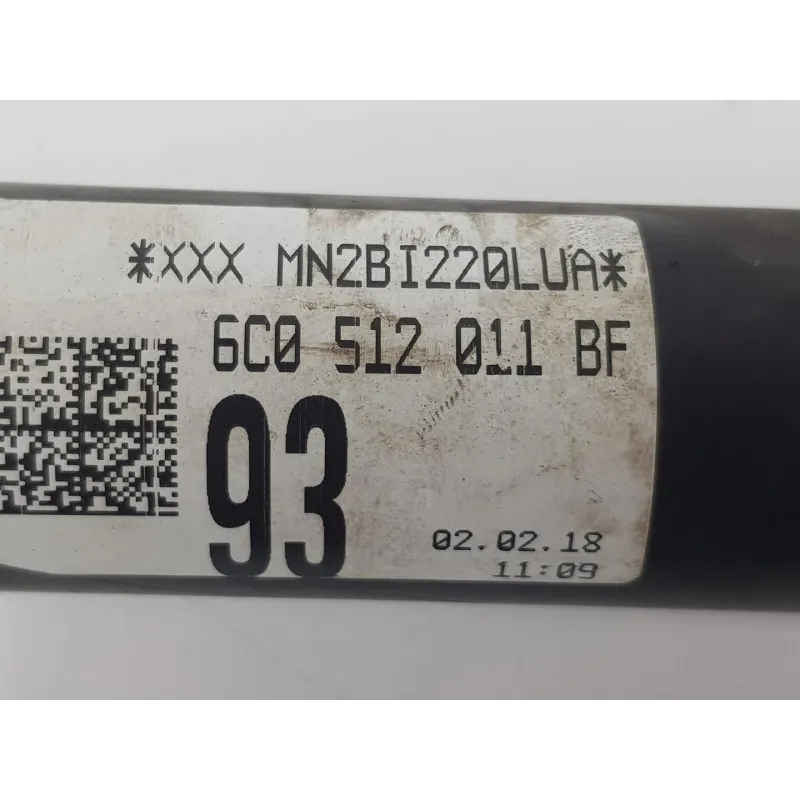 *XXX MN2BI220LUA*
6C0 512 011 BF
93
02.02.18
11:09